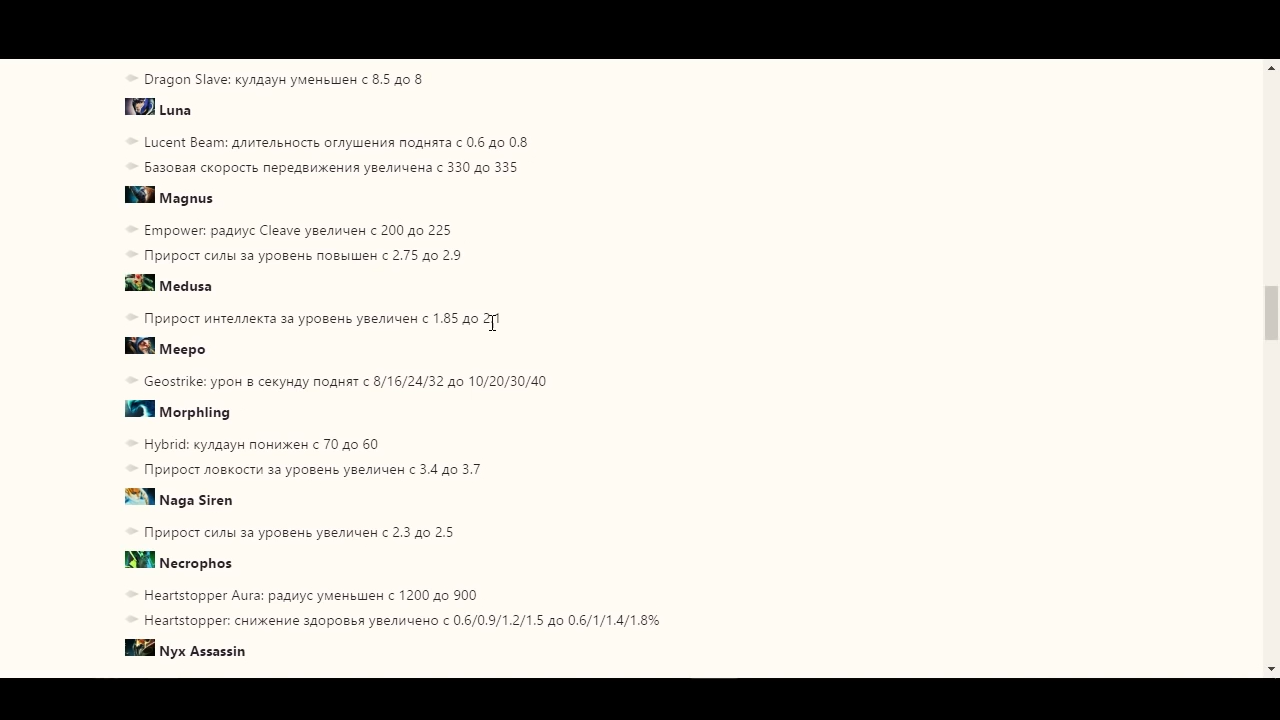 Dragon Slave: кулдаун уменьшен с 8.5 до 8
Luna
Lucent Beam: длительность оглушения поднята с 0.6 до 0.8
Базовая скорость передвижения увеличена с 330 до 335
Magnus
Empower: радиус Cleave увеличен с 200 до 225
Прирост силы за уровень повышен с 2.75 до 2.9
Medusa
Прирост интеллекта за уровень увеличен с 1.85 до 2.1
Meepo
Geostrike: урон в секунду поднят с 8/16/24/32 до 10/20/30/40
Morphling
Hybrid: кулдаун понижен с 70 до 60
Прирост ловкости за уровень увеличен с 3.4 до 3.7
Naga Siren
Прирост силы за уровень увеличен с 2.3 до 2.5
Necrophos
Heartstopper Aura: радиус уменьшен с 1200 до 900
Heartstopper: снижение здоровья увеличено с 0.6/0.9/1.2/1.5 до 0.6/1/1.4/1.8%
Nyx Assassin